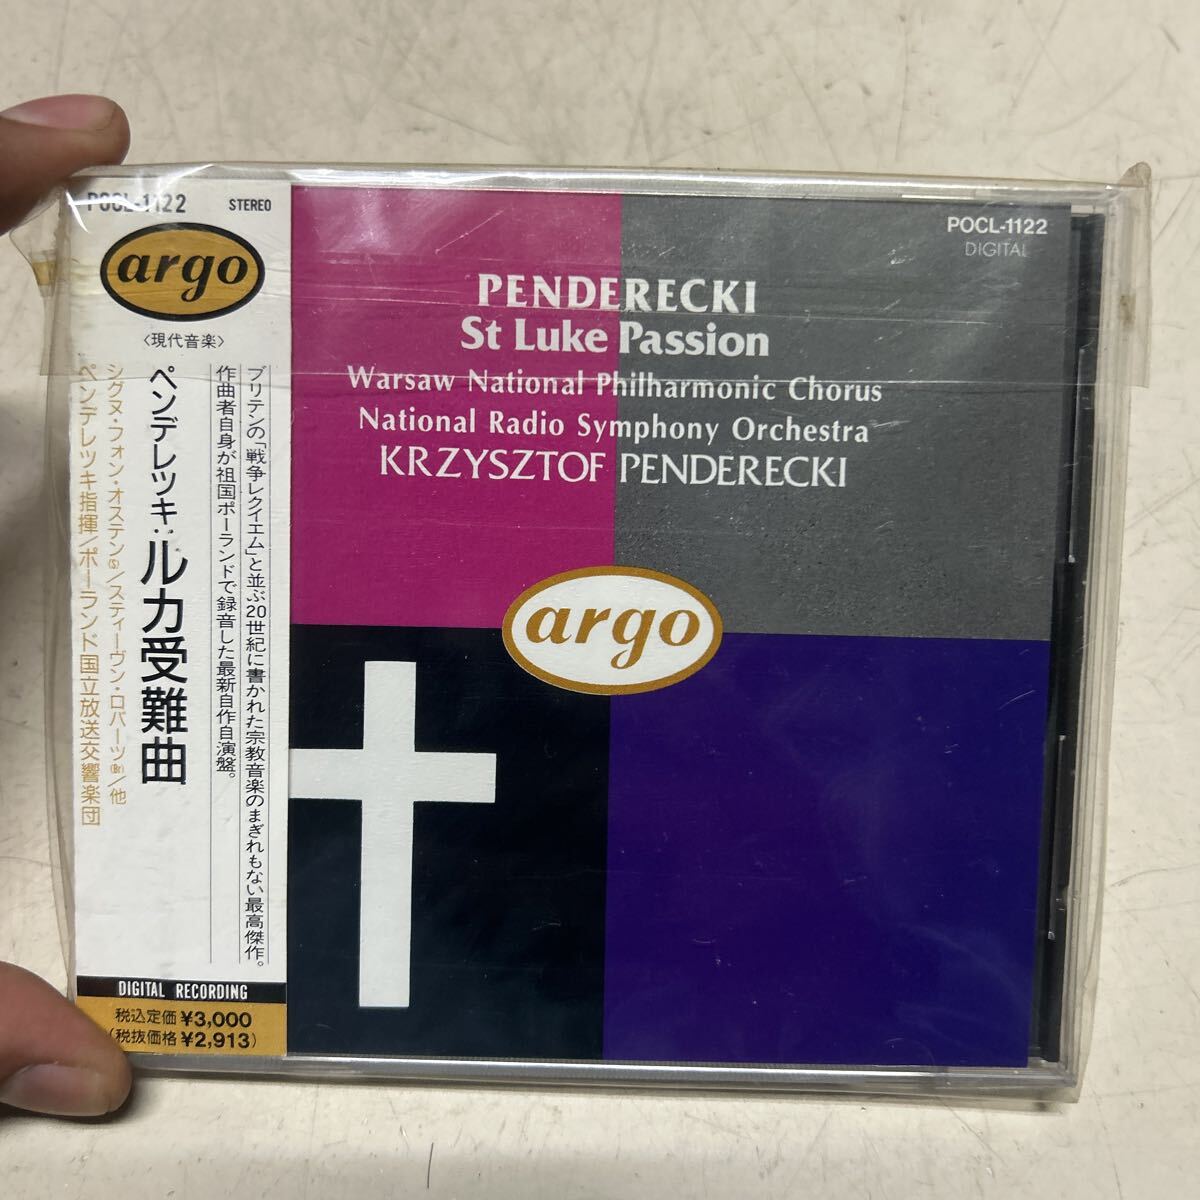 POCL-1122 STEREO
argo
〈現代音楽〉
ブリテンの「戦争レクイエム」と並ぶ20世紀に書かれた宗教音楽のまぎれもない最高傑作。
作曲者自身が祖国ポーランドで録音した最新自作自演盤。
ペンデレツキ:ルカ受難曲
シグヌ・フォン・オステン(S)/スティーヴン・ロバーツ(Br)/他
ペンデレツキ指揮/ポーランド国立放送交響楽団
DIGITAL RECORDING
税込定価¥3,000
(税抜価格¥2,913)
POCL-1122
DIGITAL
PENDERECKI
St Luke Passion
Warsaw National Philharmonic Chorus
National Radio Symphony Orchestra
KRZYSZTOF PENDERECKI
argo